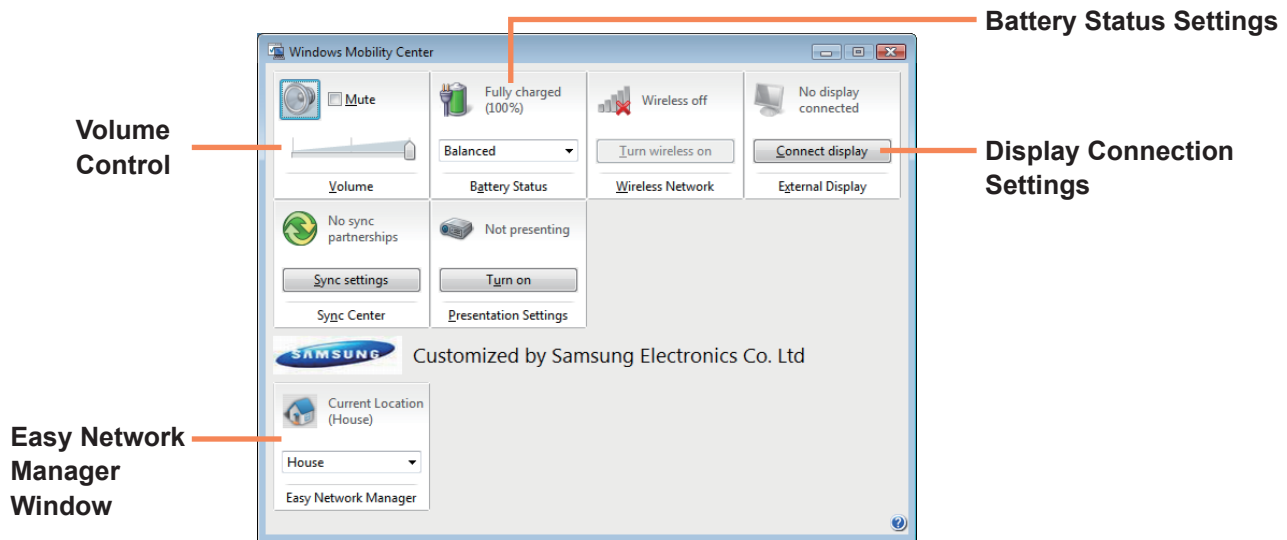 Battery Status Settings
Windows Mobility Center
Mute
Fully charged
(100%)
Wireless off
No display
connected
Volume
Control
Balanced
Turn wireless on
Connect display
Display Connection
Settings
Volume
Battery Status
Wireless Network
External Display
No sync
partnerships
Not presenting
Sync settings
Turn on
Sync Center
Presentation Settings
SAMSUNG
Customized by Samsung Electronics Co. Ltd
Current Location
(House)
Easy Network
Manager
Window
House
Easy Network Manager